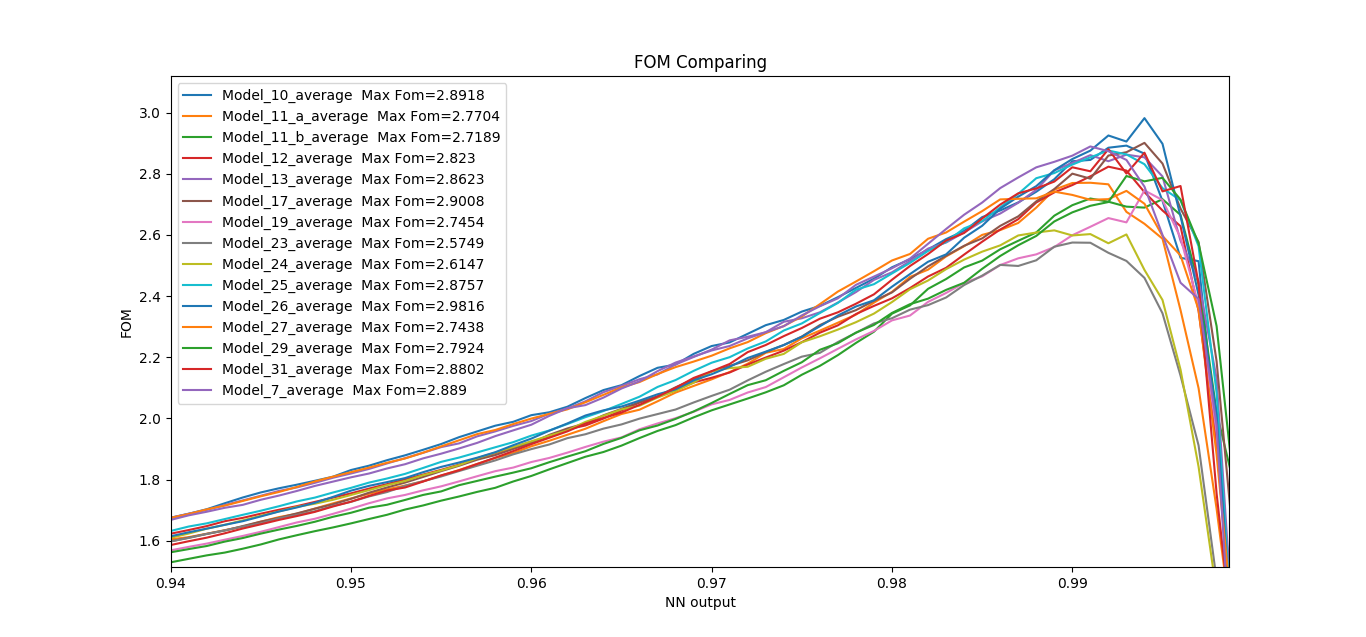 FOM Comparing
Model_10_average  Max Fom=2.8918
Model_11_a_average  Max Fom=2.7704
Model_11_b_average  Max Fom=2.7189
Model_12_average  Max Fom=2.823
Model_13_average  Max Fom=2.8623
Model_17_average  Max Fom=2.9008
Model_19_average  Max Fom=2.7454
Model_23_average  Max Fom=2.5749
Model_24_average  Max Fom=2.6147
Model_25_average  Max Fom=2.8757
Model_26_average  Max Fom=2.9816
Model_27_average  Max Fom=2.7438
Model_29_average  Max Fom=2.7924
Model_31_average  Max Fom=2.8802
Model_7_average  Max Fom=2.889
FOM
3.0
2.8
2.6
2.4
2.2
2.0
1.8
1.6
0.94 0.95 0.96 0.97 0.98 0.99
NN output